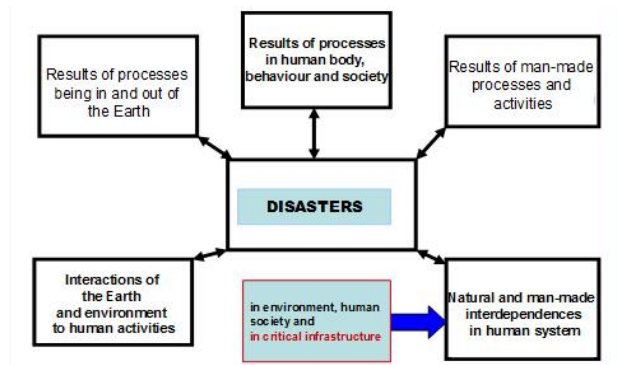 Results of processes
being in and out of
the Earth
Results of processes
in human body,
behaviour and society
Results of man-made
processes and
activities
DISASTERS
Interactions of
the Earth
and environment
to human activities
in environment, human
society and
in critical infrastructure
Natural and man-made
interdependences
in human system